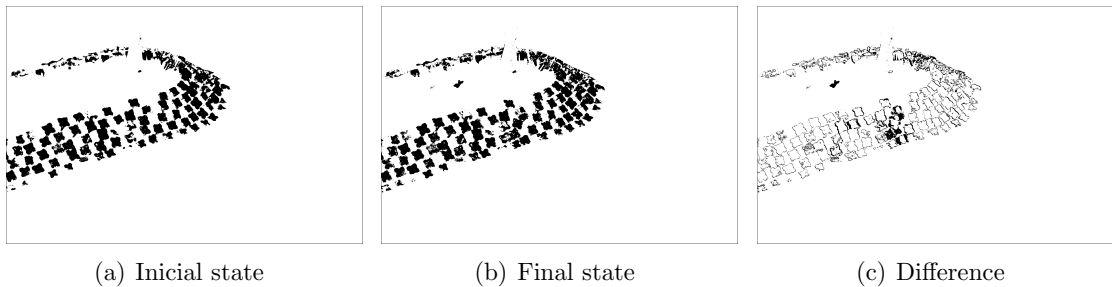 (a) Inicial state
(b) Final state
(c) Difference